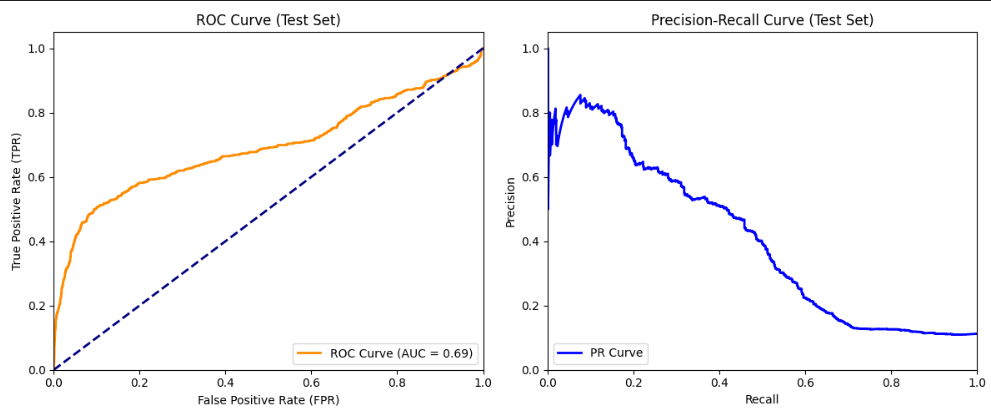 ROC Curve (Test Set)
True Positive Rate (TPR)
1.0
0.8
0.6
0.4
0.2
0.0
ROC Curve (AUC = 0.69)
0.0 0.2 0.4 0.6 0.8 1.0
False Positive Rate (FPR)
Precision-Recall Curve (Test Set)
Precision
1.0
0.8
0.6
0.4
0.2
0.0
PR Curve
0.0 0.2 0.4 0.6 0.8 1.0
Recall